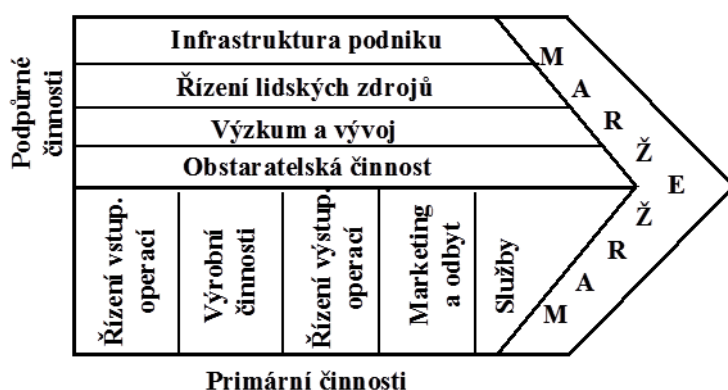 Infrastruktura podniku
Řízení lidských zdrojů
Výzkum a vývoj
Obstaratelská činnost
Podpůrné
činnosti
Řízení vstup.
operací
Výrobní
činnosti
Řízení výstup.
operací
Marketing
a odbyt
Služby
M
A
R
Ž
E
Ž
R
A
M
Primární činnosti